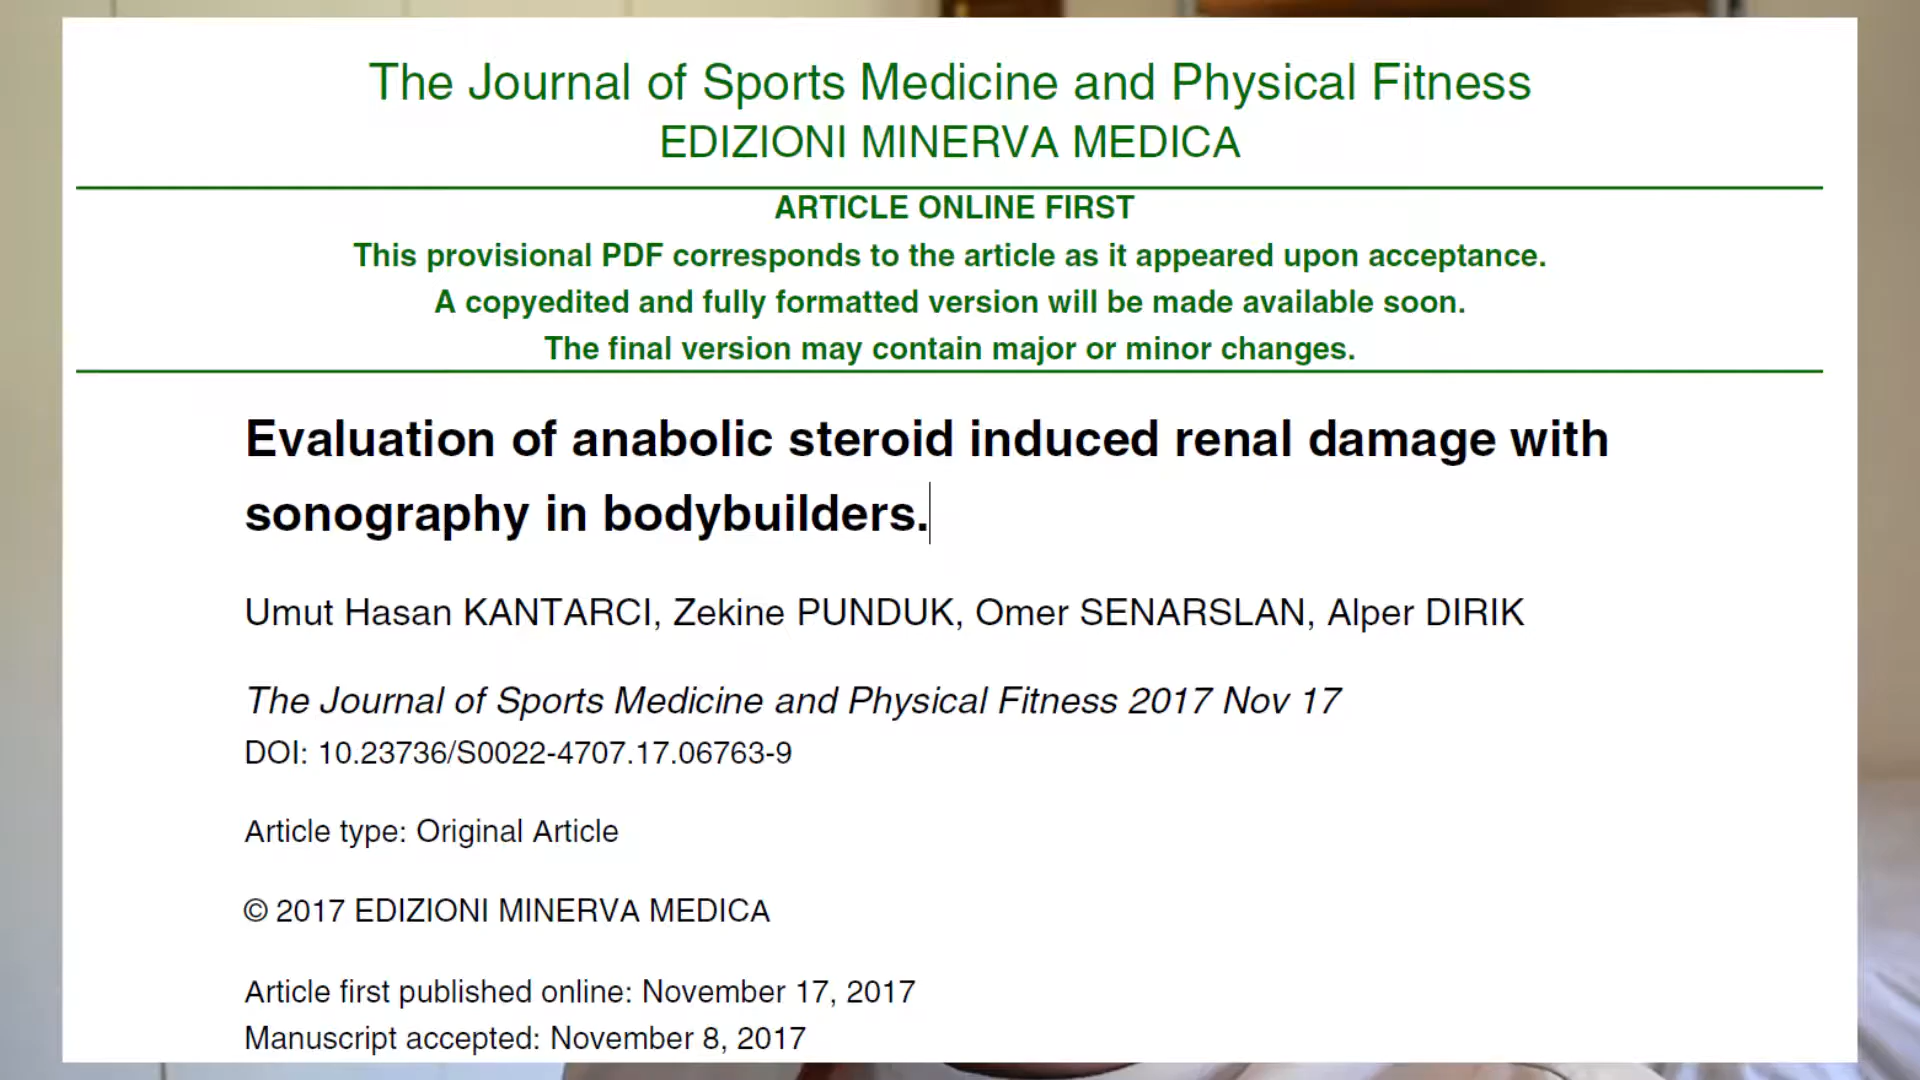 The Journal of Sports Medicine and Physical Fitness
EDIZIONI MINERVA MEDICA
ARTICLE ONLINE FIRST
This provisional PDF corresponds to the article as it appeared upon acceptance.
A copyedited and fully formatted version will be made available soon.
The final version may contain major or minor changes.
Evaluation of anabolic steroid induced renal damage with
sonography in bodybuilders.
Umut Hasan KANTARCI, Zekine PUNDUK, Omer SENARSLAN, Alper DIRIK
The Journal of Sports Medicine and Physical Fitness 2017 Nov 17
DOI: 10.23736/S0022-4707.17.06763-9
Article type: Original Article
© 2017 EDIZIONI MINERVA MEDICA
Article first published online: November 17, 2017
Manuscript accepted: November 8, 2017